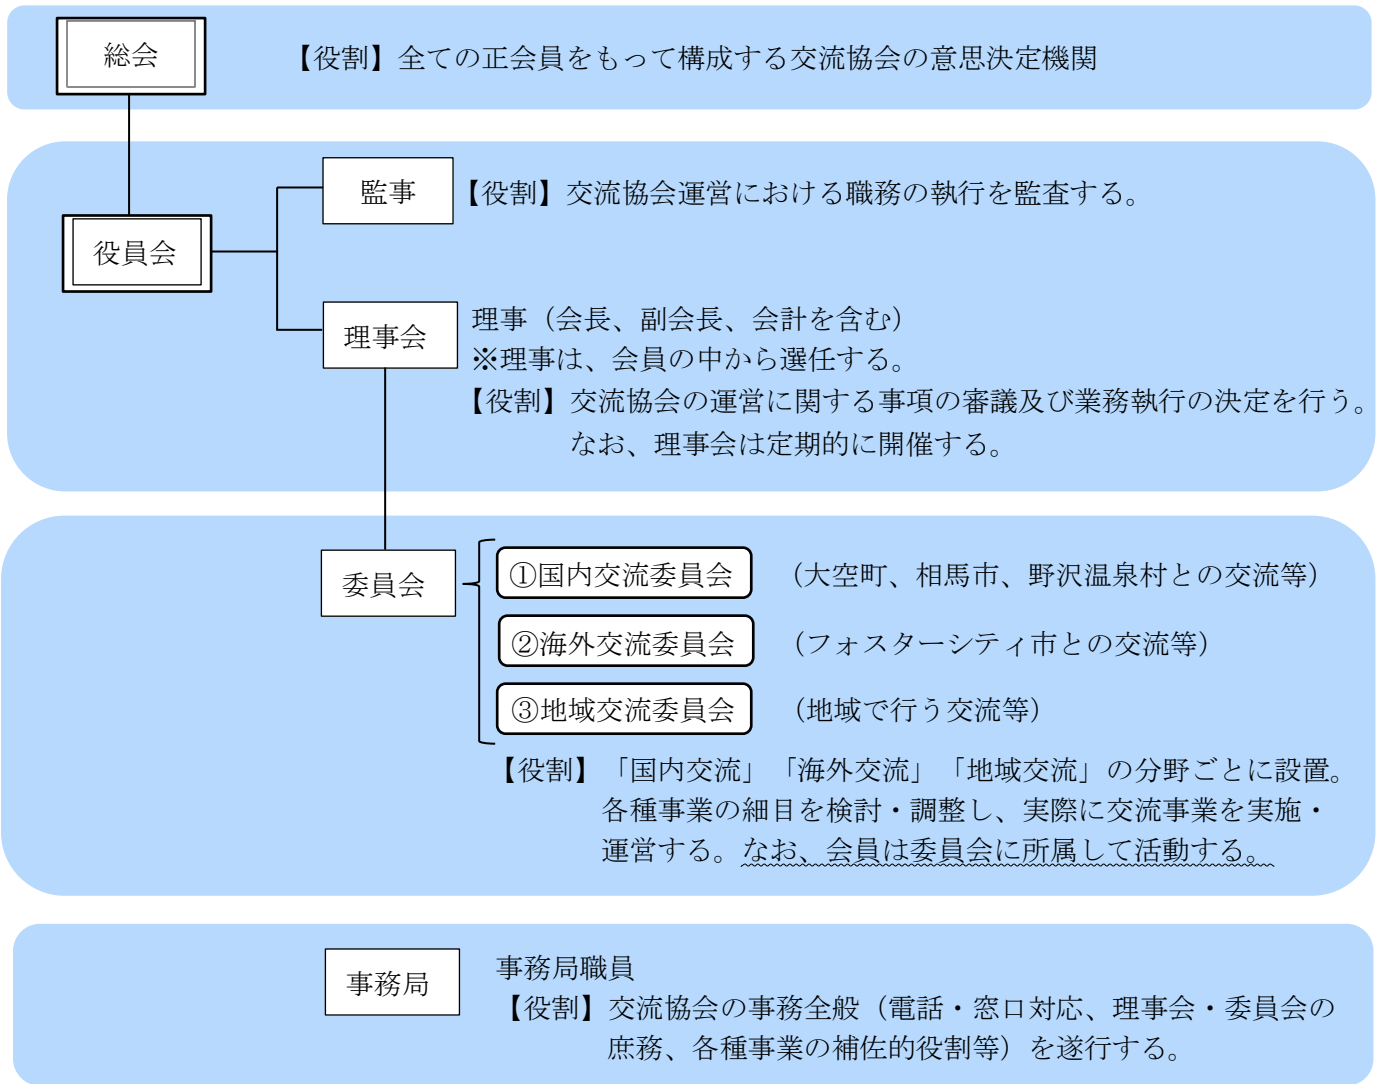 総会
【役割】全ての正会員をもって構成する交流協会の意思決定機関
監事
【役割】交流協会運営における職務の執行を監査する。
役員会
理事会
理事（会長、副会長、会計を含む）
※理事は、会員の中から選任する。
【役割】交流協会の運営に関する事項の審議及び業務執行の決定を行う。
なお、理事会は定期的に開催する。
委員会
①国内交流委員会 （大空町、相馬市、野沢温泉村との交流等）
②海外交流委員会 （フォスターシティ市との交流等）
③地域交流委員会 （地域で行う交流等）
【役割】「国内交流」「海外交流」「地域交流」の分野ごとに設置。
各種事業の細目を検討・調整し、実際に交流事業を実施・
運営する。なお、会員は委員会に所属して活動する。
事務局
事務局職員
【役割】交流協会の事務全般（電話・窓口対応、理事会・委員会の
庶務、各種事業の補佐的役割等）を遂行する。